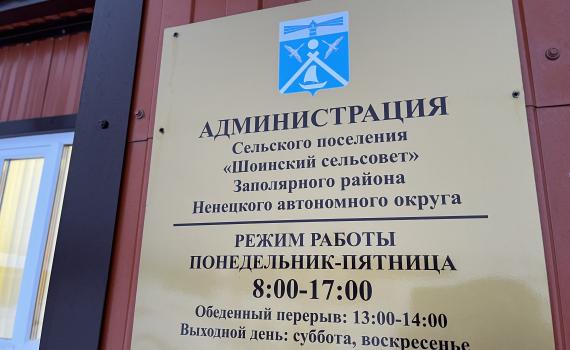 АДМИНИСТРАЦИЯ
Сельского поселения
«Шоинский сельсовет»
Заполярного района
Ненецкого автономного округа
РЕЖИМ РАБОТЫ
ПОНЕДЕЛЬНИК-ПЯТНИЦА
8:00-17:00
Обеденный перерыв: 13:00-14:00
Выходной день: суббота, воскресенье